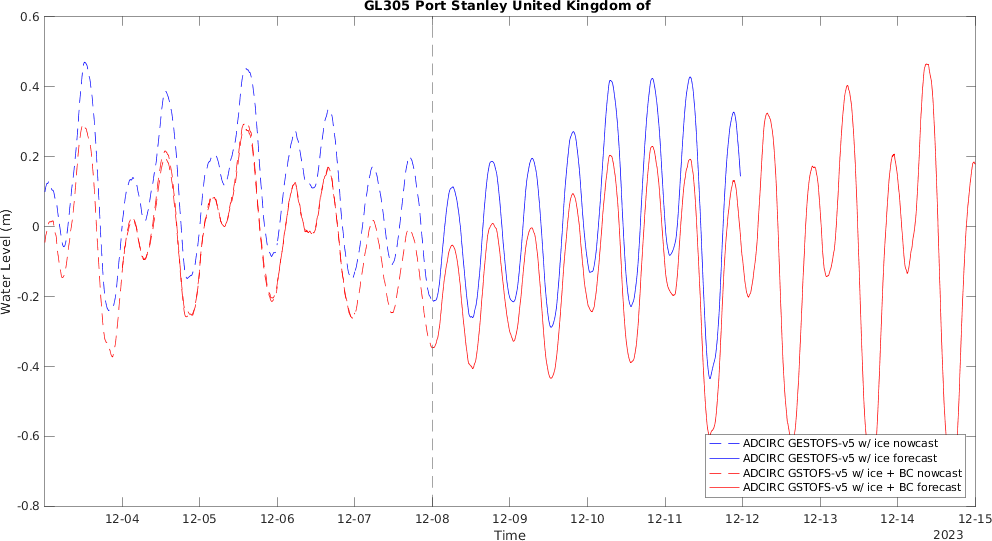 GL305 Port Stanley United Kingdom of
0.6
0.4
0.2
0
-0.2
-0.4
-0.6
-0.8
Water Level (m)
12-04 12-05 12-06 12-07 12-08 12-09 12-10 12-11 12-12 12-13 12-14 12-15
Time
2023
ADCIRC GESTOFS-v5 w/ ice nowcast
ADCIRC GESTOFS-v5 w/ ice forecast
ADCIRC GSTOFS-v5 w/ ice + BC nowcast
ADCIRC GSTOFS-v5 w/ ice + BC forecast